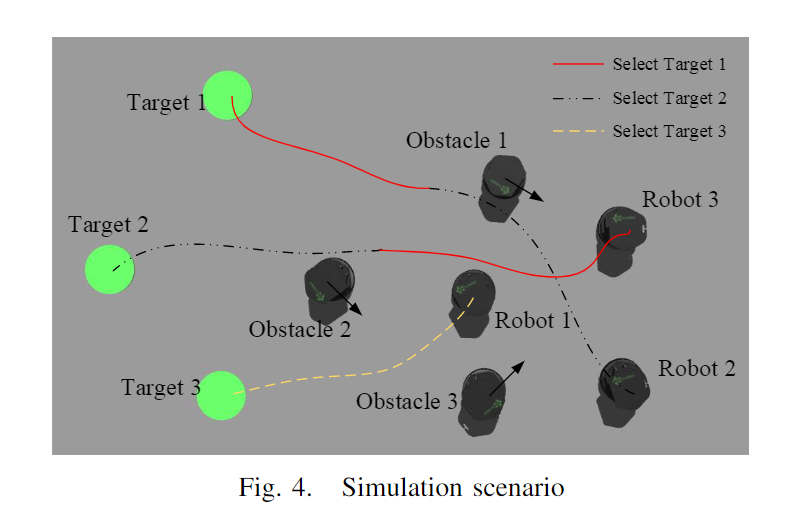 Select Target 1
Target 1
Select Target 2
Select Target 3
Obstacle 1
Robot 3
Target 2
Obstacle 2
Robot 1
Robot 2
Target 3
Obstacle 3
Fig. 4. Simulation scenario